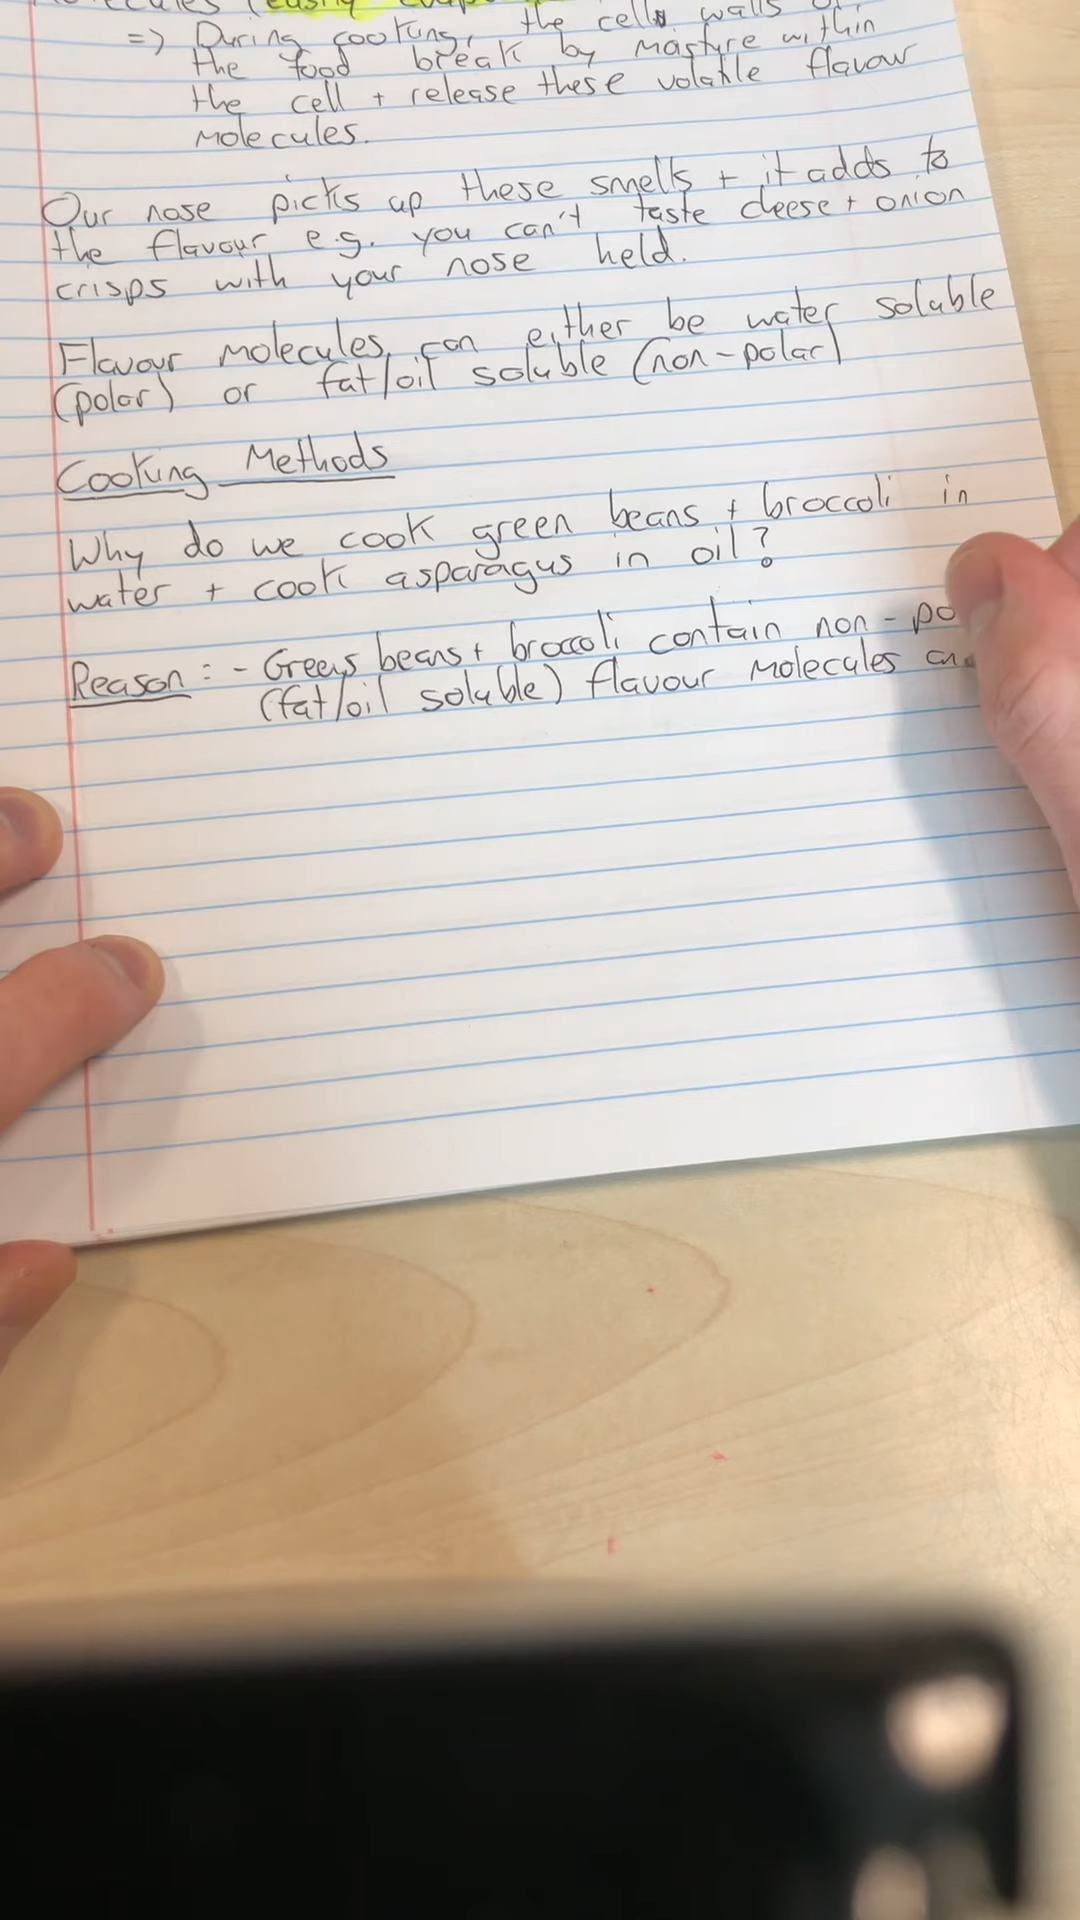 => During cooking, the cells walls
the food break by mastyre within
the cell + release these volatile flavour
molecules.
Our nose picks up these smells + it adds to
the flavour e.g. you can't taste cleese + onion
crisps with your nose held.
Flavour molecules can either be water soluble
(polar) or fat/oil soluble (non-polar)
Cooking Methods
Why do we cook green beans + broccoli in
water + cook asparagus in oil?
Reason : - Greens beans + broccoli contain non - po
(fat/oil soluble) flavour molecules an